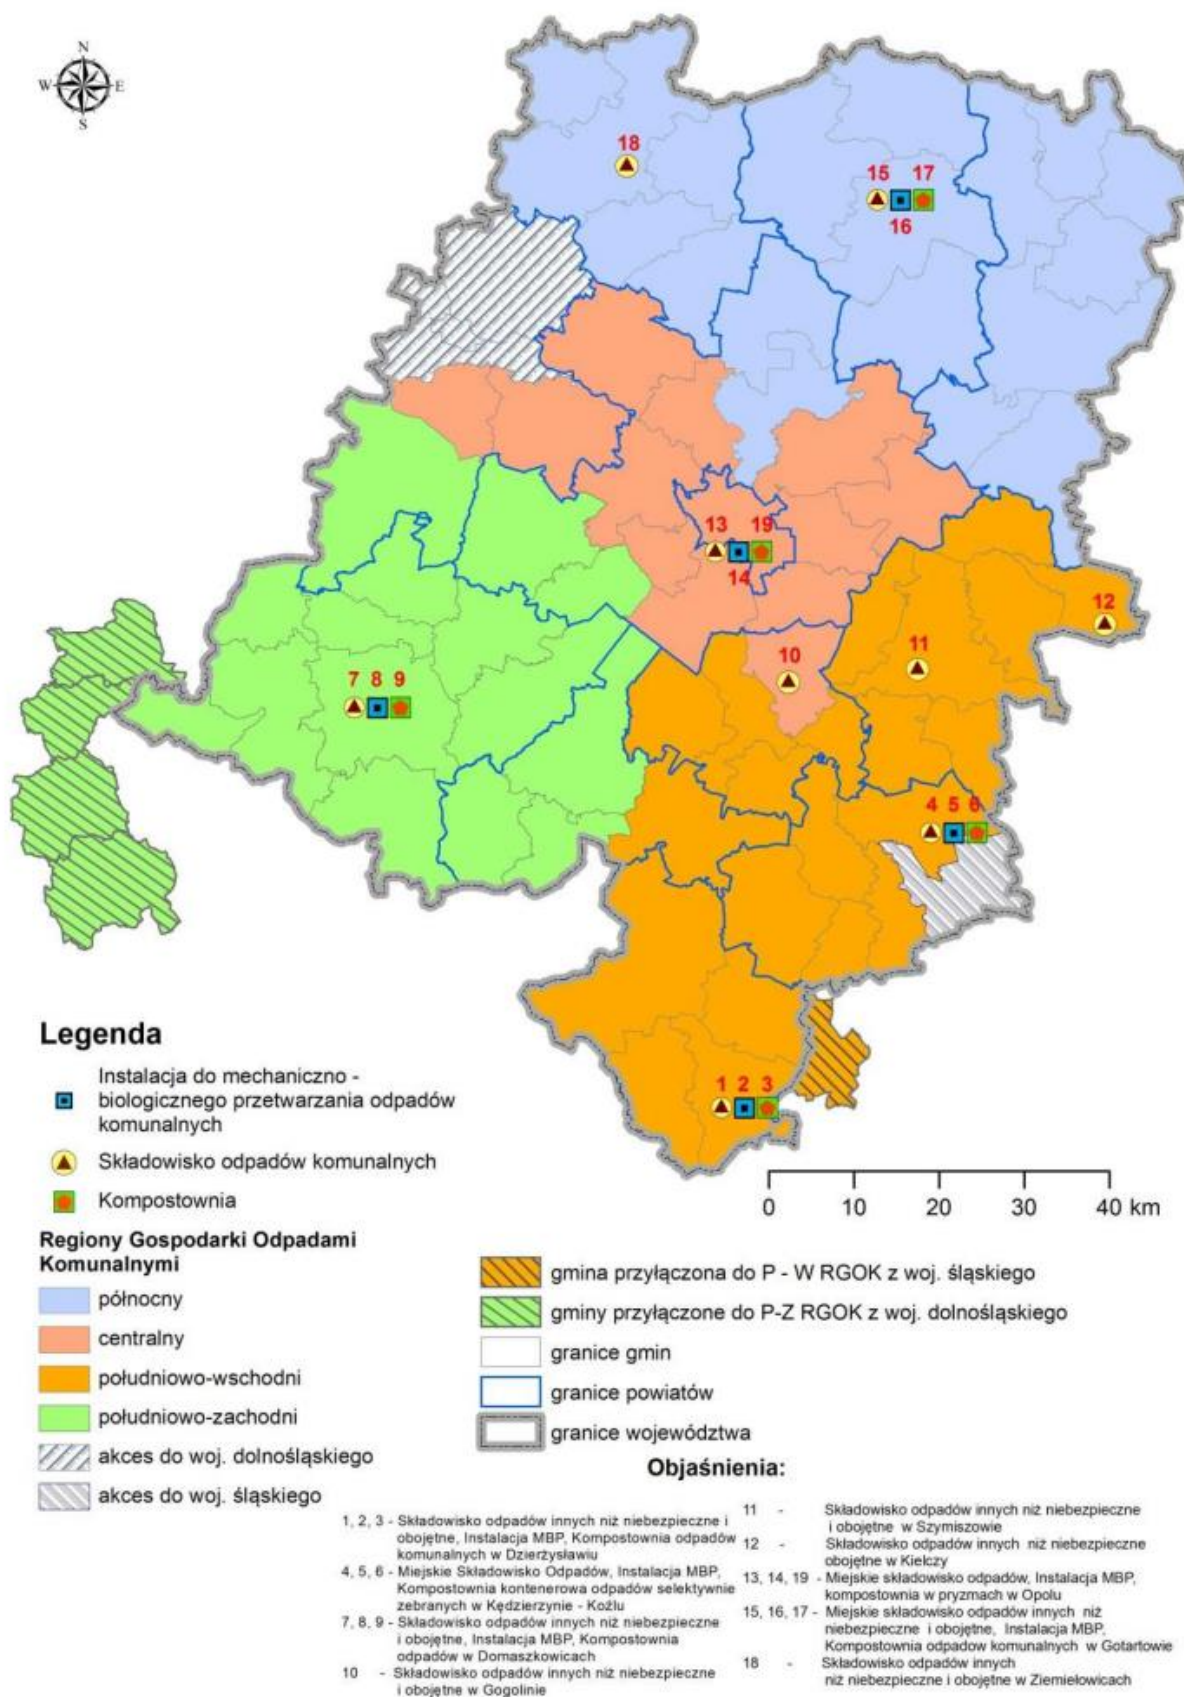 N
W E
S
18
15 17
16
13 19
14
12
11
10
7 8 9
4 5 6
1 2 3
0 10 20 40 km
Legenda
Instalacja do mechaniczno -
biologicznego przetwarzania odpadów
komunalnych
Składowisko odpadów komunalnych
Kompostownia
Regiony Gospodarki Odpadami
Komunalnymi
północny
centralny
południowo-wschodni
południowo-zachodni
akces do woj. dolnośląskiego
akces do woj. śląskiego
gmina przyłączona do P - W RGOK z woj. śląskiego
gminy przyłączone do P-Z RGOK z woj. dolnośląskiego
granice gmin
granice powiatów
granice województwa
Objaśnienia:
1, 2, 3 - Składowisko odpadów innych niż niebezpieczne i
obojętne, Instalacja MBP, Kompostownia odpadów
komunalnych w Dzierżysławiu
4, 5, 6 - Miejskie Składowisko Odpadów, Instalacja MBP,
Kompostownia kontenerowa odpadów selektywnie
zebranych w Kędzierzynie - Koźlu
7, 8, 9 - Składowisko odpadów innych niż niebezpieczne
i obojętne, Instalacja MBP, Kompostownia
odpadów w Domaszkowicach
10 - Składowisko odpadów innych niż niebezpieczne
i obojętne w Gogolinie
11 - Składowisko odpadów innych niż niebezpieczne
i obojętne w Szymiszowie
12 - Składowisko odpadów innych niż niebezpieczne
obojętne w Kielczy
13, 14, 19 - Miejskie składowisko odpadów, Instalacja MBP,
kompostownia w pryzmach w Opolu
15, 16, 17 - Miejskie składowisko odpadów innych niż
niebezpieczne i obojętne, Instalacja MBP,
Kompostownia odpadow komunalnych w Gotartowie
18 - Składowisko odpadów innych
niż niebezpieczne i obojętne w Ziemiełowicach